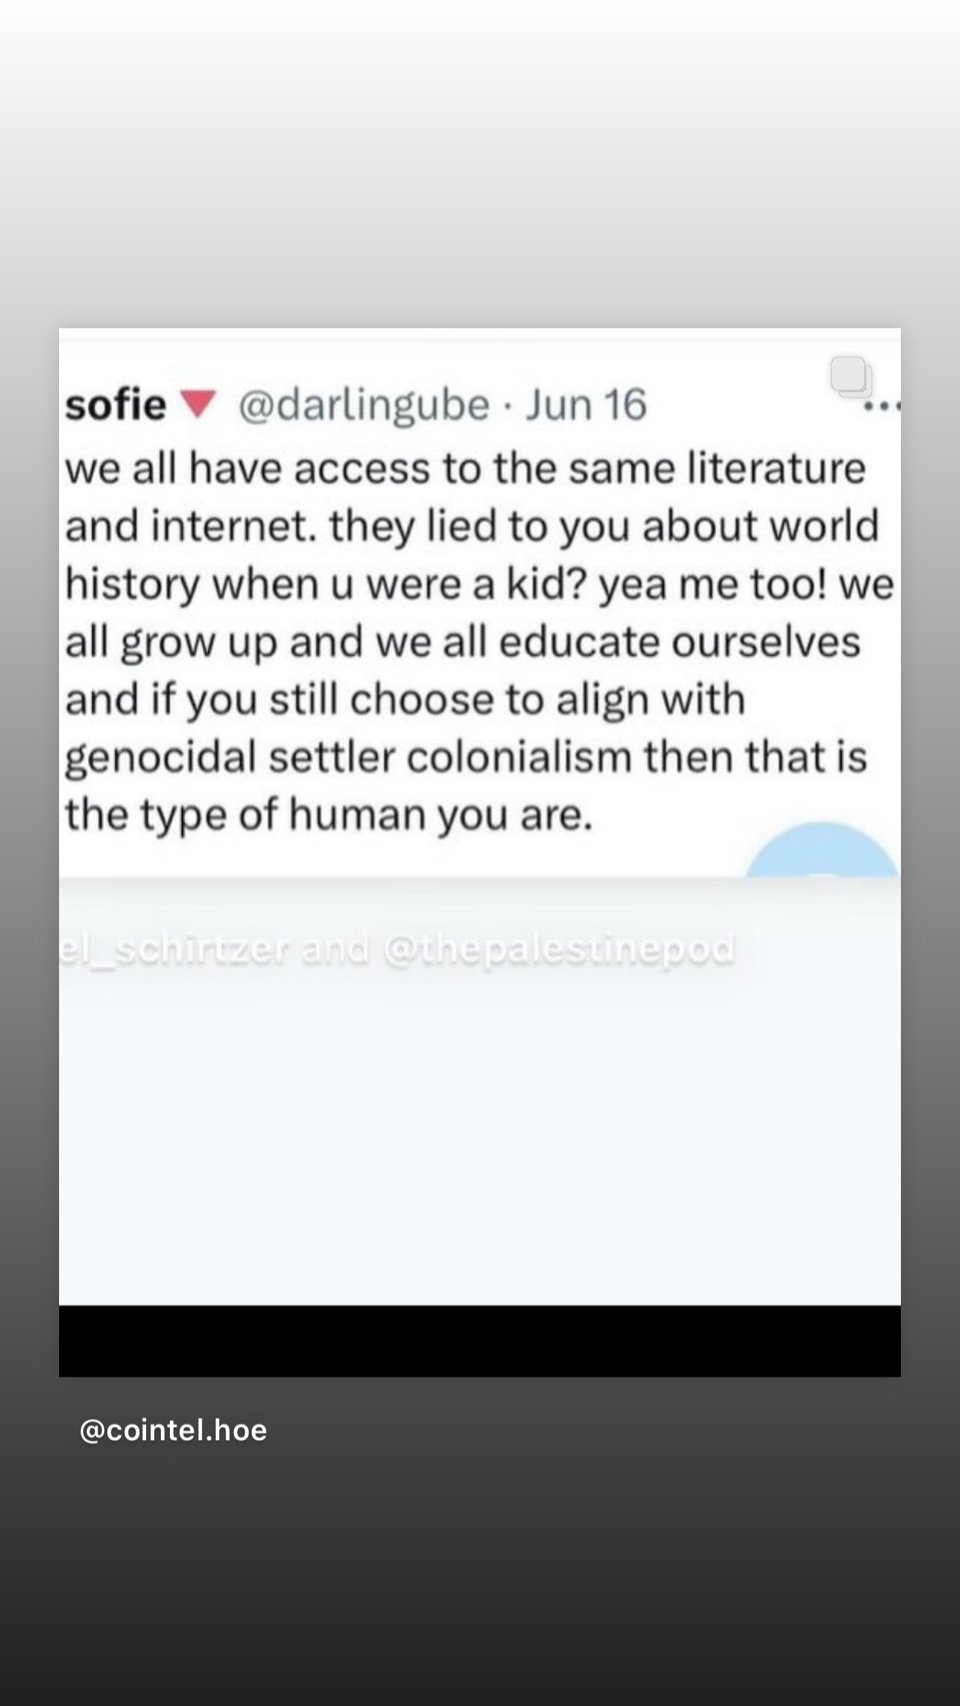 sofie 🔻 @darlingube · Jun 16 ...
we all have access to the same literature
and internet. they lied to you about world
history when u were a kid? yea me too! we
all grow up and we all educate ourselves
and if you still choose to align with
genocidal settler colonialism then that is
the type of human you are.
el_schirtzer and @thepalestinepod
@cointel.hoe